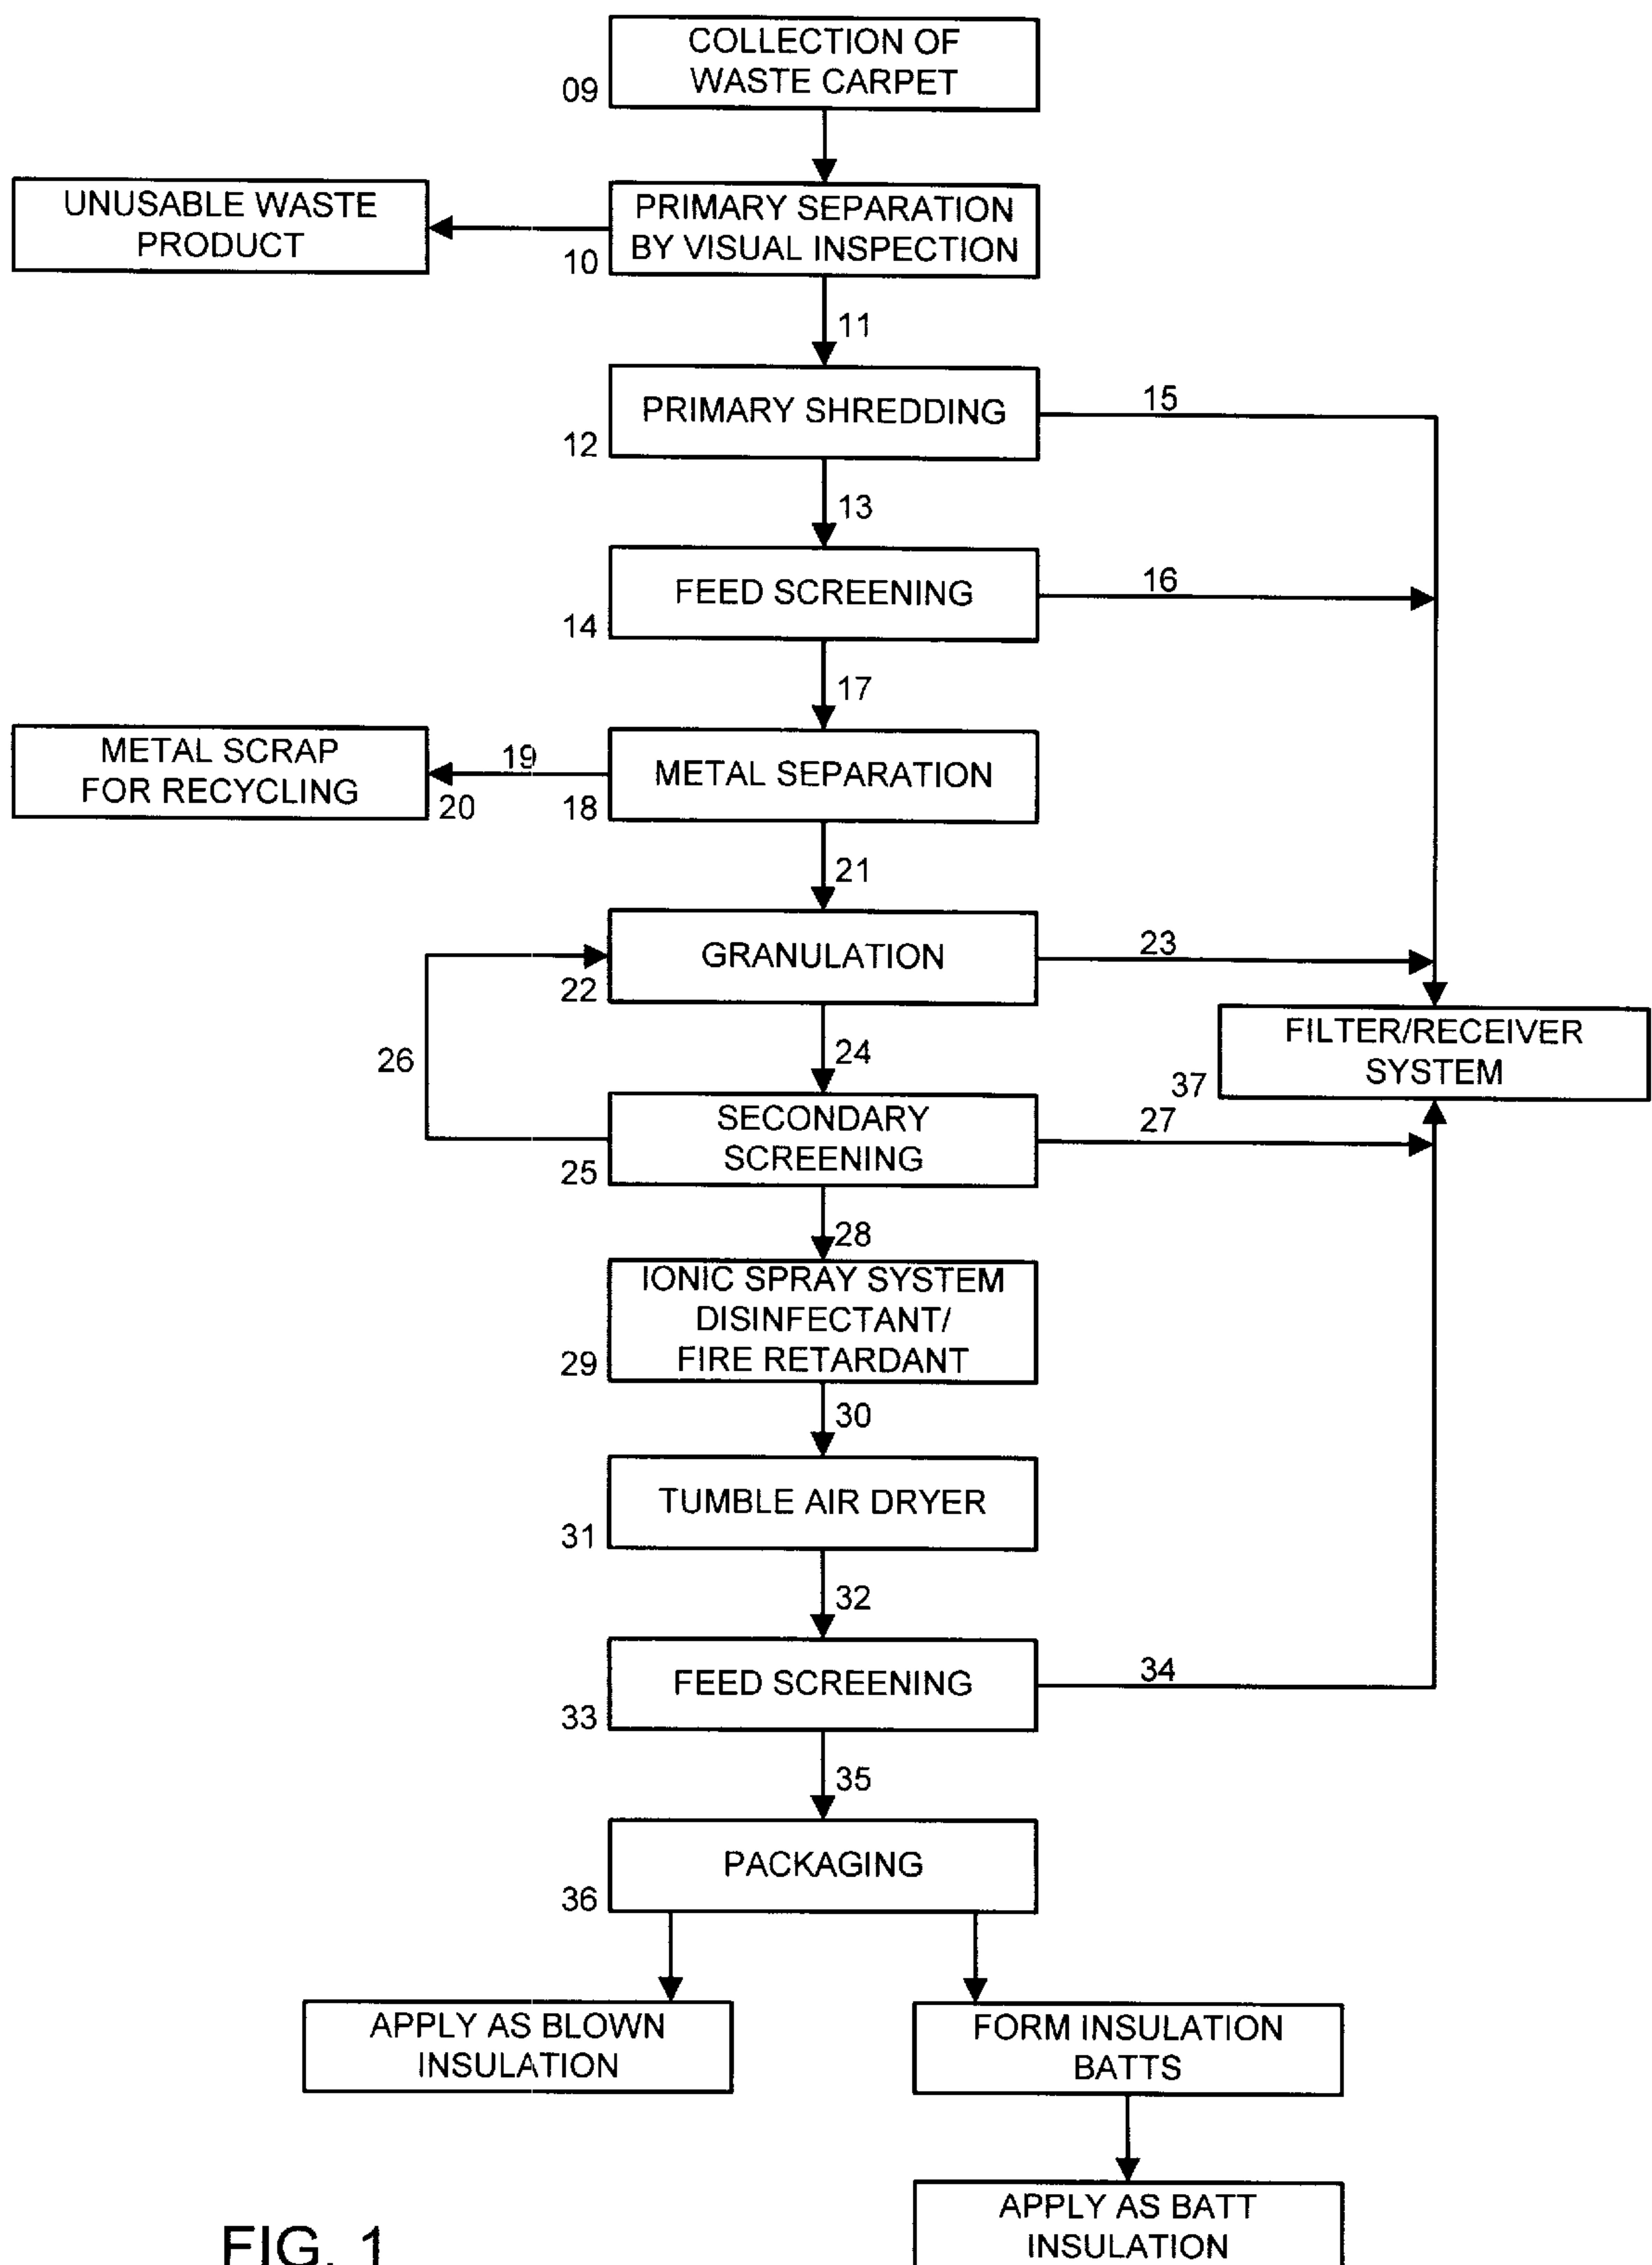 COLLECTION OF
WASTE CARPET
09
UNUSABLE WASTE
PRODUCT
PRIMARY SEPARATION
BY VISUAL INSPECTION
10
11
PRIMARY SHREDDING
12
15
13
FEED SCREENING
14
16
17
METAL SCRAP
FOR RECYCLING
20
19
METAL SEPARATION
18
21
GRANULATION
22
23
FILTER/RECEIVER
SYSTEM
37
24
26
SECONDARY
SCREENING
25
27
28
IONIC SPRAY SYSTEM
DISINFECTANT/
FIRE RETARDANT
29
30
TUMBLE AIR DRYER
31
32
FEED SCREENING
33
34
35
PACKAGING
36
APPLY AS BLOWN
INSULATION
FORM INSULATION
BATTS
APPLY AS BATT
INSULATION
FIG. 1